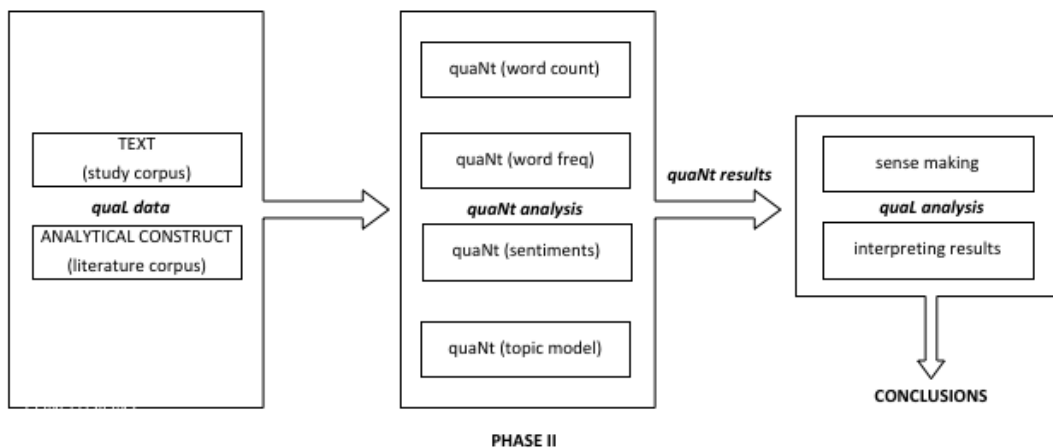 TEXT
(study corpus)
quaL data
ANALYTICAL CONSTRUCT
(literature corpus)
quaNt (word count)
quaNt (word freq)
quaNt analysis
quaNt (sentiments)
quaNt (topic model)
quaNt results
sense making
quaL analysis
interpreting results
CONCLUSIONS
PHASE II